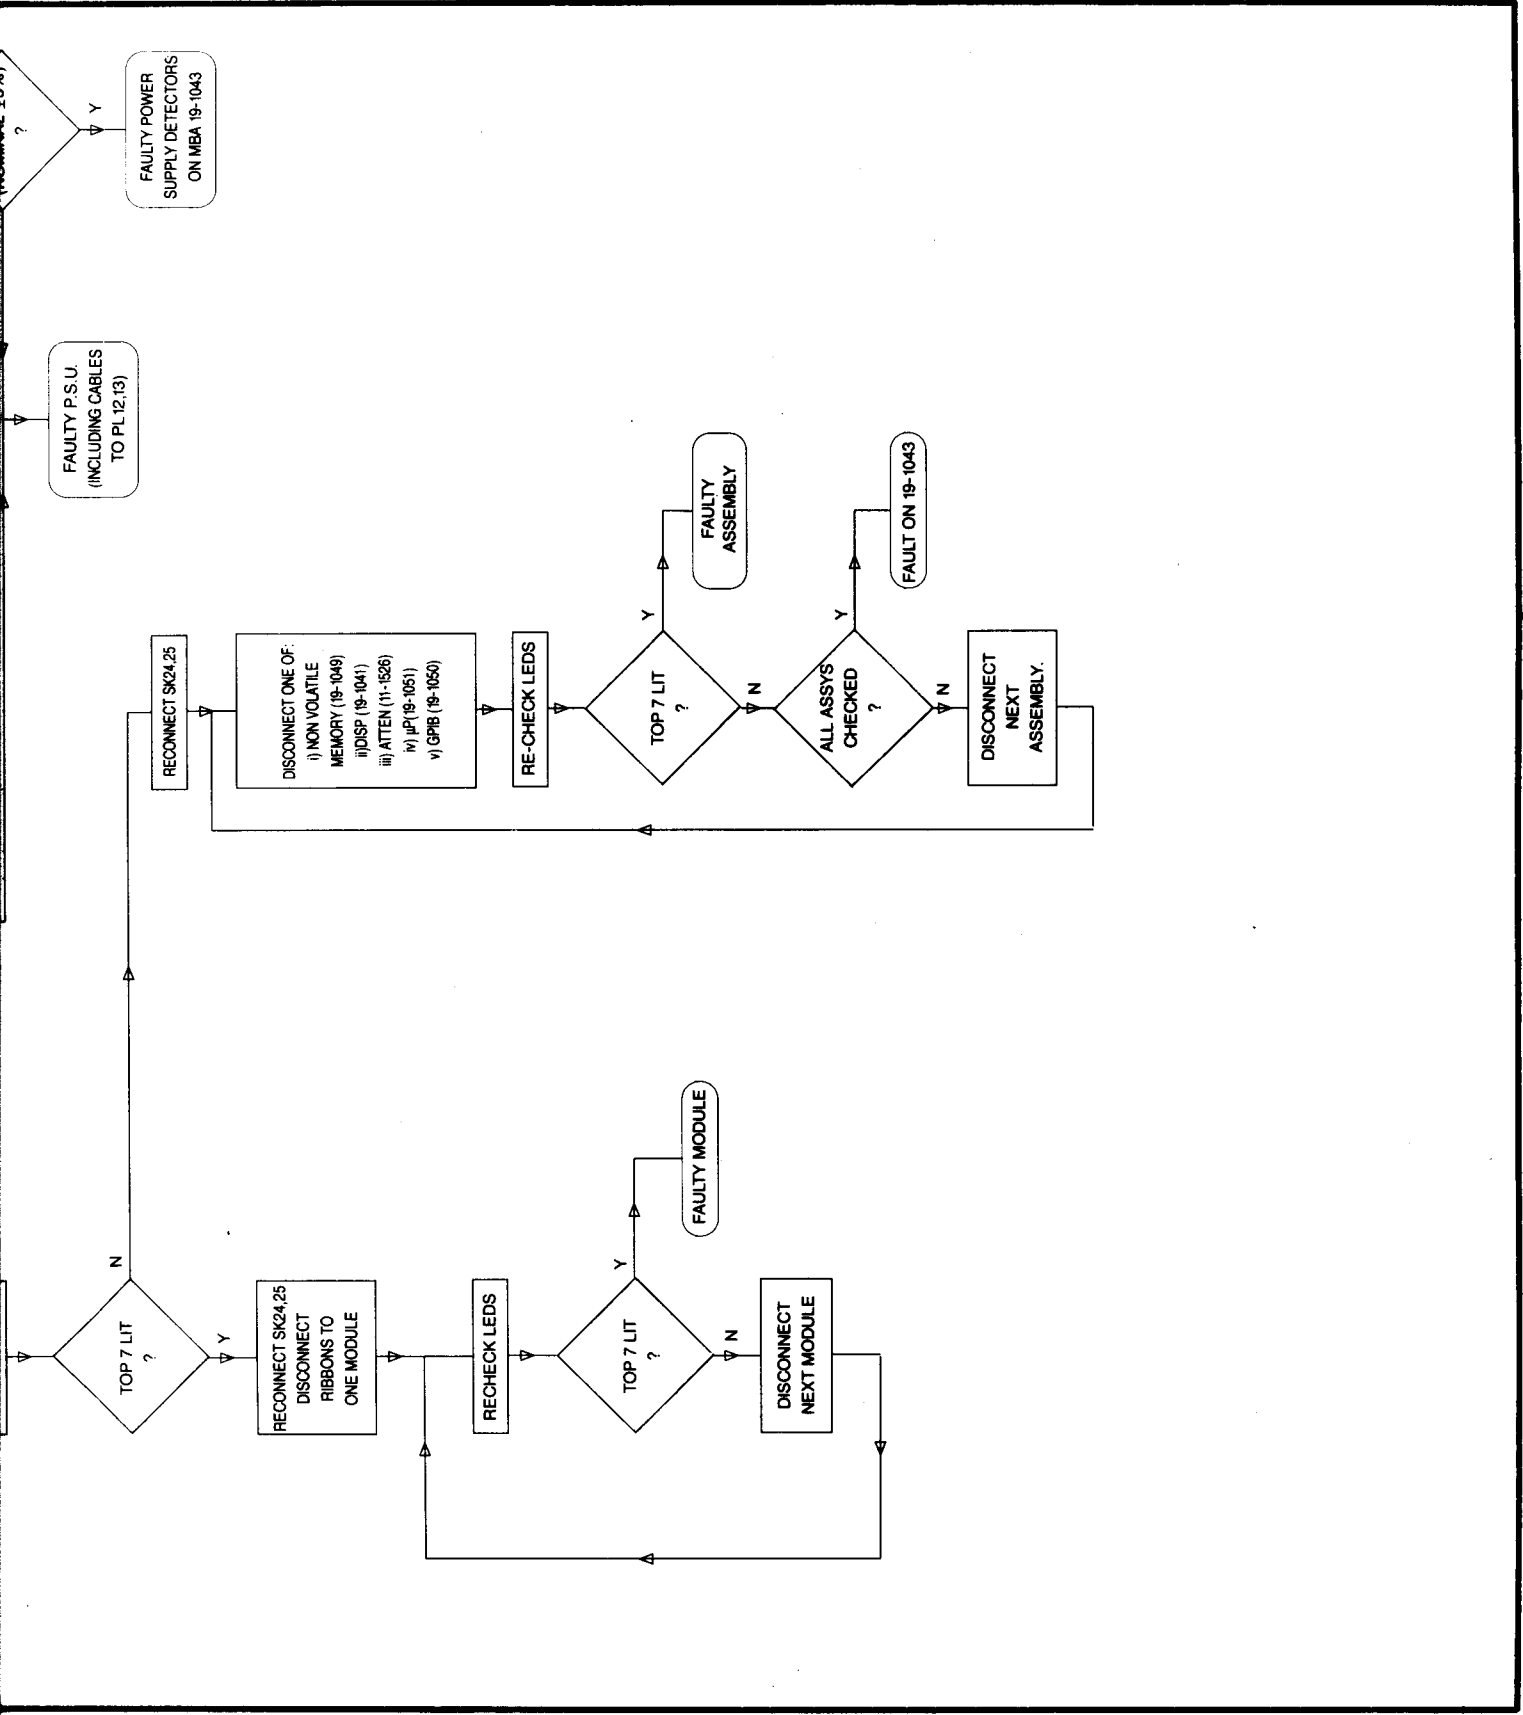 TOP 7 LIT
?
N
Y
RECONNECT SK24,25
DISCONNECT
RIBBONS TO
ONE MODULE
RECHECK LEDS
TOP 7 LIT
?
Y
N
FAULTY MODULE
DISCONNECT
NEXT MODULE
RECONNECT SK24,25
DISCONNECT ONE OF:
i) NON VOLATILE
MEMORY (19-1049)
ii)DISP (19-1041)
iii) ATTEN (11-1526)
iv) µP(19-1051)
v) GPIB (19-1050)
RE-CHECK LEDS
TOP 7 LIT
?
Y
N
FAULTY
ASSEMBLY
ALL ASSYS
CHECKED
?
Y
N
FAULT ON 19-1043
DISCONNECT
NEXT
ASSEMBLY.
FAULTY P.S.U.
(INCLUDING CABLES
TO PL12,13)
?
Y
FAULTY POWER
SUPPLY DETECTORS
ON MBA 19-1043